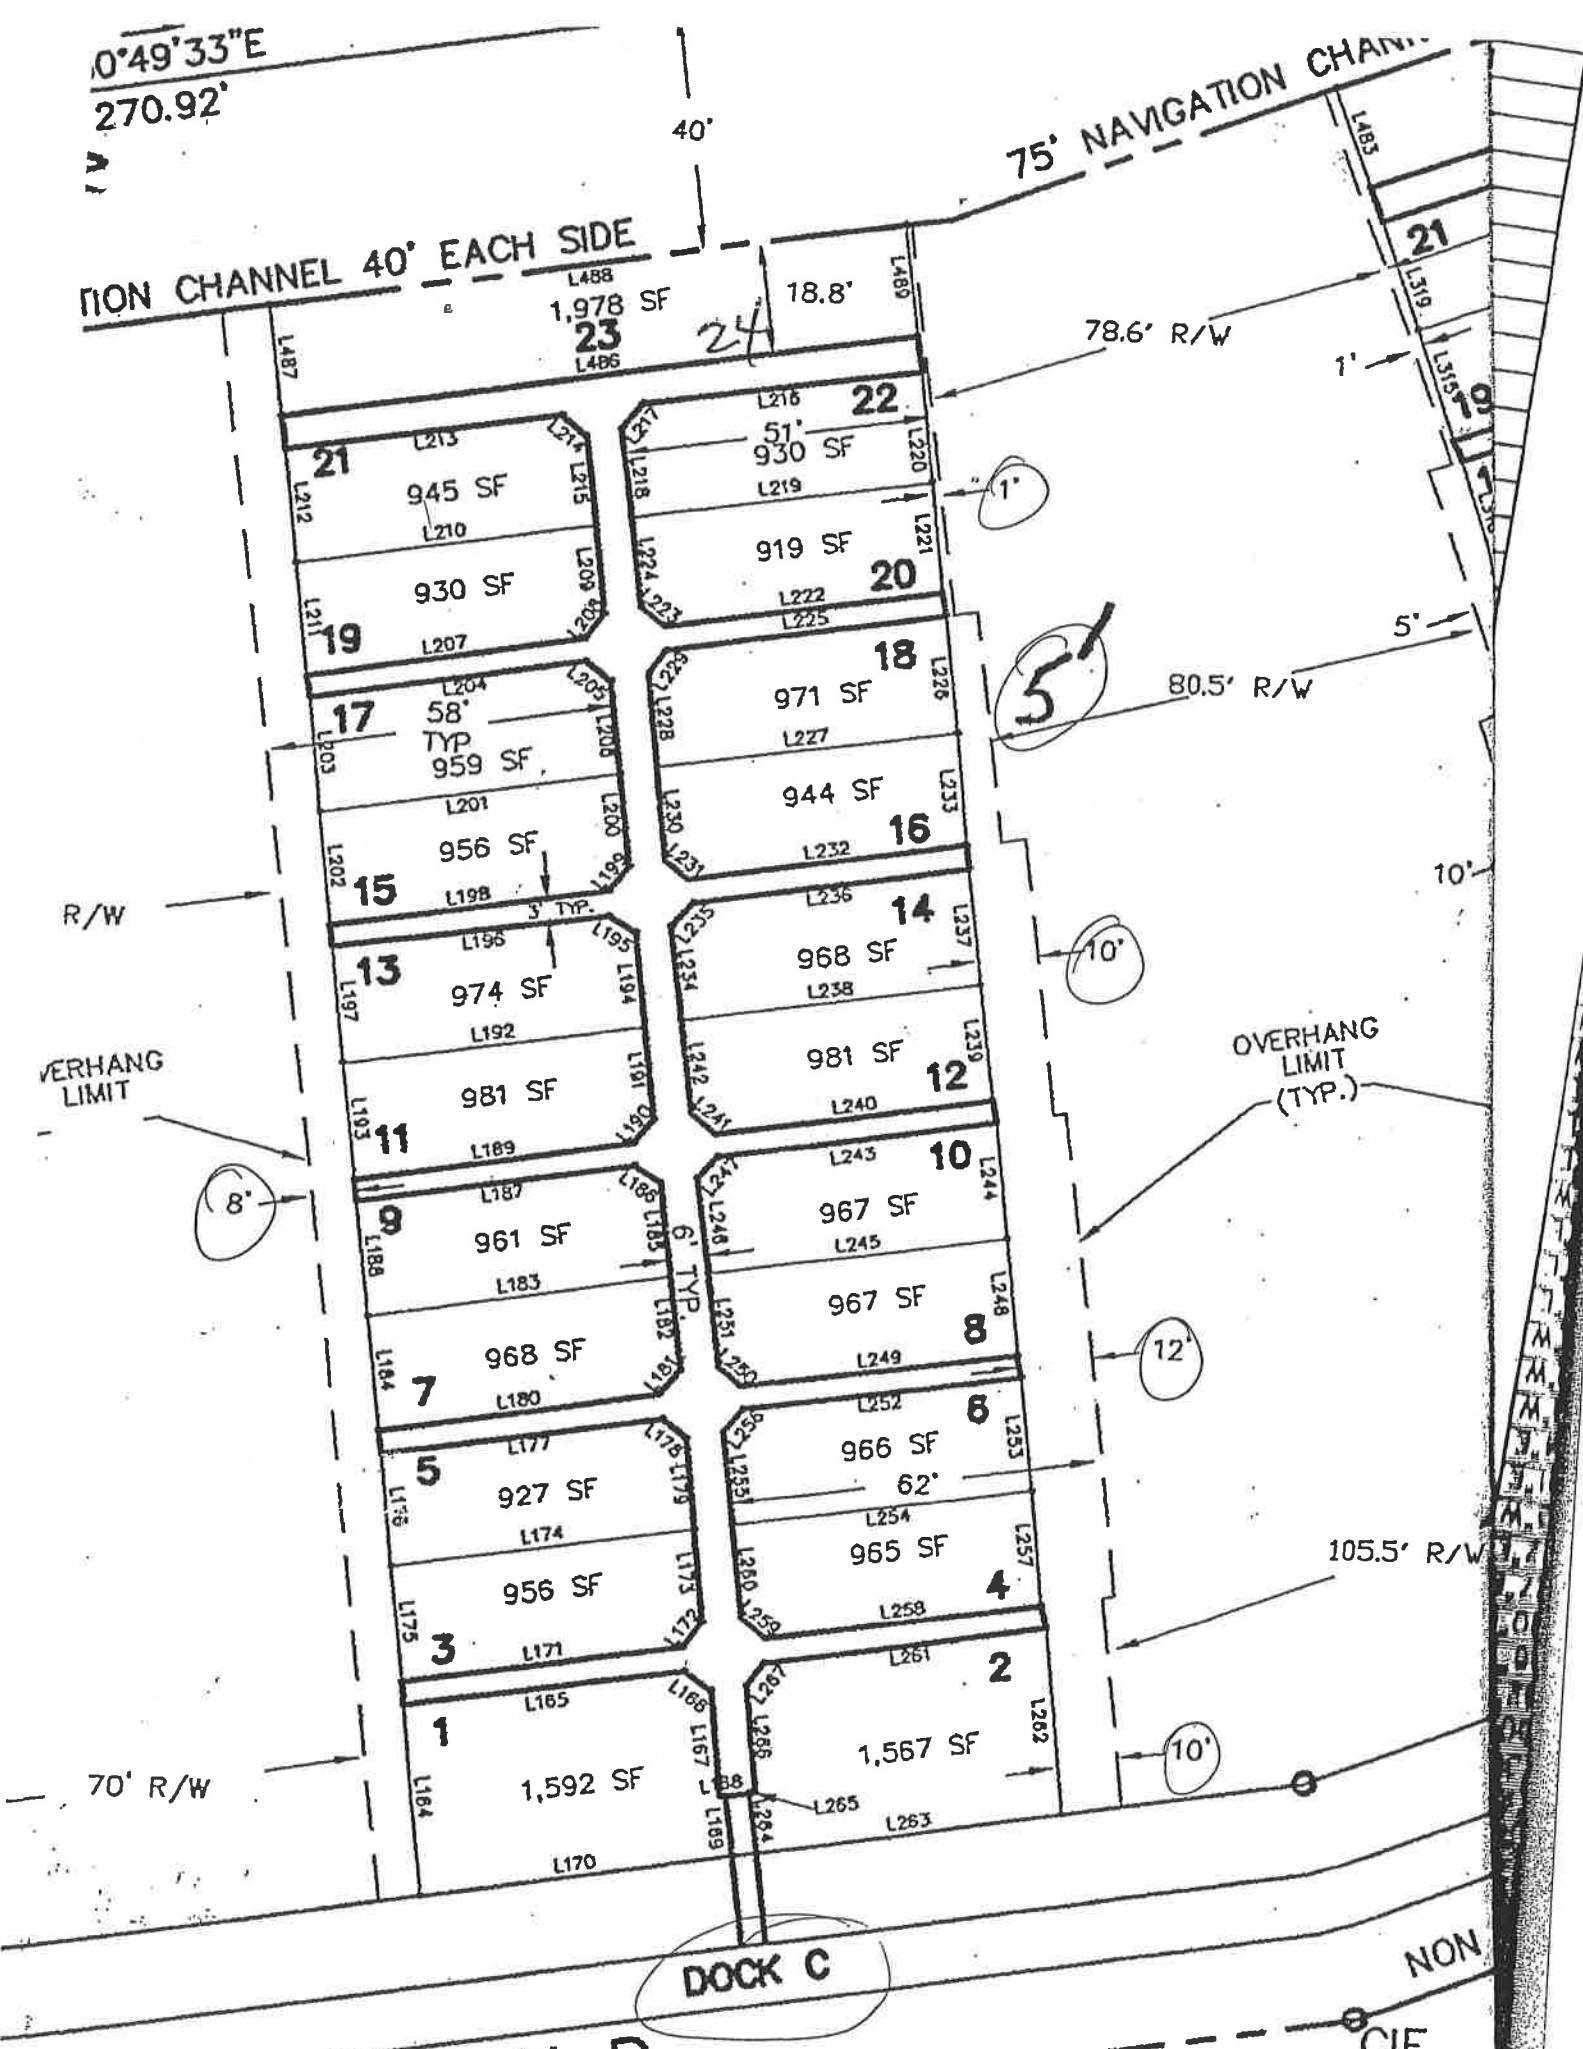 0°49'33"E
270.92'
40'
75' NAVIGATION CHANN
L483
21
TION CHANNEL 40' EACH SIDE
L488
1,978 SF
23
L486
24
18.8'
L489
L487
78.6' R/W
L319
1'
L315
19
L213
L214
L217
L216
22
21
945 SF
L215
L218
51'
930 SF
L220
L212
L210
L219
1'
930 SF
L209
L224
919 SF
L221
L211
19
L207
L208
L223
L222
20
L225
5'
L204
L205
L229
18
5'
17
58'
TYP
L206
L228
971 SF
L226
80.5' R/W
L203
959 SF
L227
L201
L200
L230
944 SF
L233
L202
956 SF
L199
L231
L232
16
15
L198
3' TYP.
L236
R/W
10'
L196
L195
L235
14
13
974 SF
L194
L234
968 SF
L237
10'
L197
L192
L238
VERHANG
LIMIT
981 SF
L191
L242
981 SF
L239
OVERHANG
LIMIT
(TYP.)
L193
11
L189
L190
L241
L240
12
8'
L187
L186
L247
L243
10
9
961 SF
L185
6' TYP.
L246
967 SF
L244
L188
L183
L245
968 SF
L182
L251
967 SF
L248
L184
7
L180
L181
L250
L249
8
12'
L177
L178
L256
L252
6
5
927 SF
L179
L255
966 SF
L253
L176
62'
L174
L254
956 SF
L173
L260
965 SF
L257
105.5' R/W
L175
3
L171
L172
L259
L258
4
L165
L166
L267
L261
2
1
L167
L266
1,567 SF
L262
10'
70' R/W
L164
1,592 SF
L168
L265
L169
L264
L263
L170
DOCK C
NON
CIF